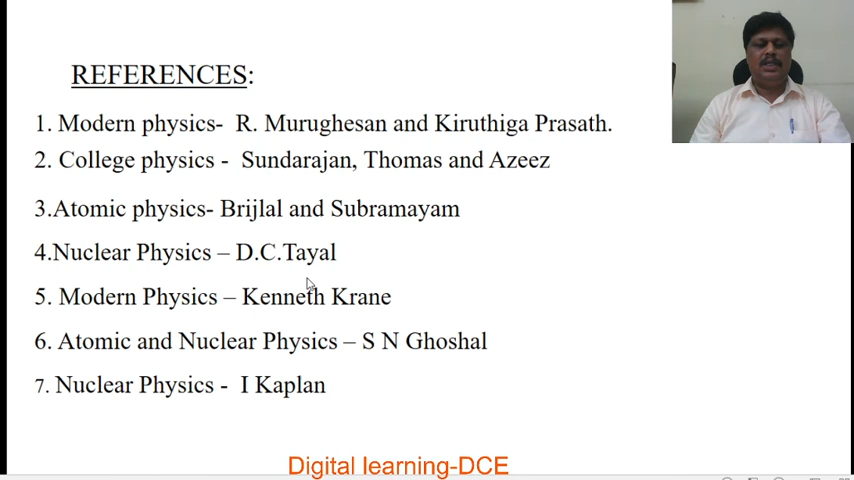 REFERENCES:
1. Modern physics- R. Murughesan and Kiruthiga Prasath.
2. College physics - Sundarajan, Thomas and Azeez
3.Atomic physics- Brijlal and Subramayam
4.Nuclear Physics – D.C.Tayal
5. Modern Physics – Kenneth Krane
6. Atomic and Nuclear Physics – S N Ghoshal
7. Nuclear Physics - I Kaplan
Digital learning-DCE